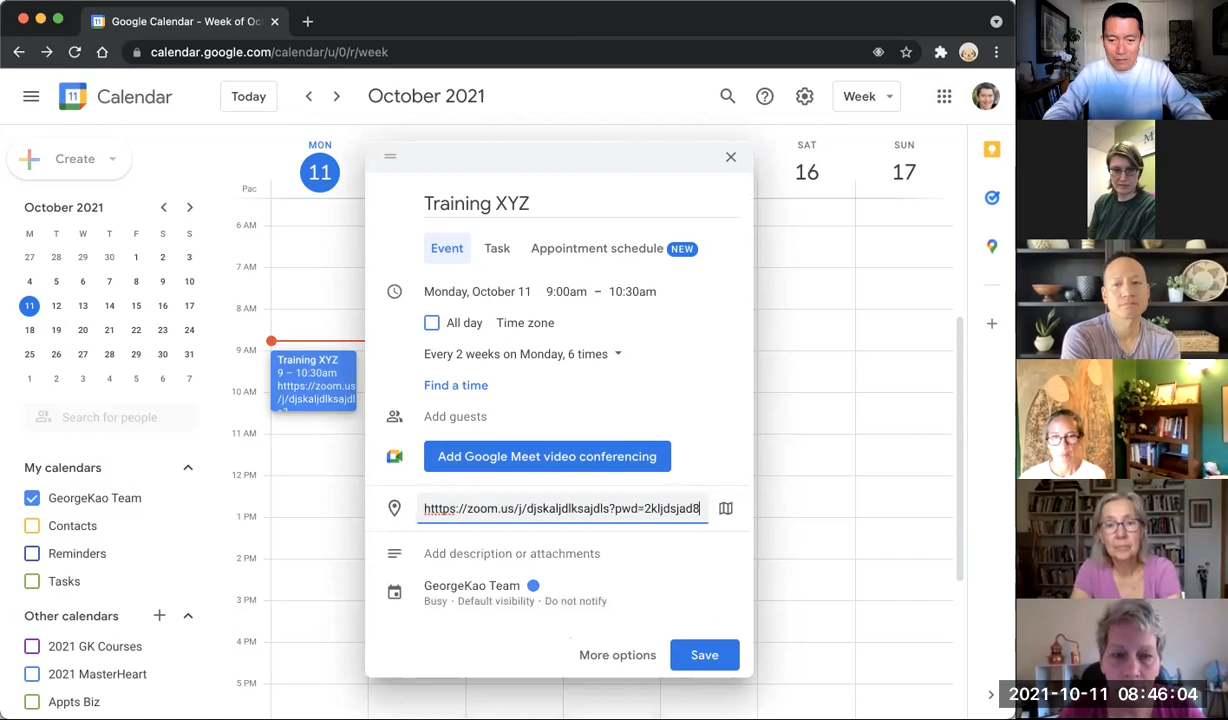 Google Calendar - Week of Oc
calendar.google.com/calendar/u/0/r/week
11
Calendar
Today
October 2021
Week
Create
October 2021
M T W T F S S
27 28 29 30 1 2 3
4 5 6 7 8 9 10
11 12 13 14 15 16 17
18 19 20 21 22 23 24
25 26 27 28 29 30 31
1 2 3 4 5 6 7
Search for people
My calendars
GeorgeKao Team
Contacts
Reminders
Tasks
Other calendars
2021 GK Courses
2021 MasterHeart
Appts Biz
MON
11
SAT
16
SUN
17
Pac
6 AM
7 AM
8 AM
9 AM
10 AM
11 AM
12 PM
1 PM
2 PM
3 PM
4 PM
5 PM
Training XYZ
9 – 10:30am
htttps://zoom.us
/j/djskaljdlksajdl
Training XYZ
Event Task Appointment schedule NEW
Monday, October 11 9:00am – 10:30am
All day Time zone
Every 2 weeks on Monday, 6 times
Find a time
Add guests
Add Google Meet video conferencing
htttps://zoom.us/j/djskaljdlksajdls?pwd=2kljdsjad8
Add description or attachments
GeorgeKao Team
Busy · Default visibility · Do not notify
More options
Save
2021-10-11 08:46:04